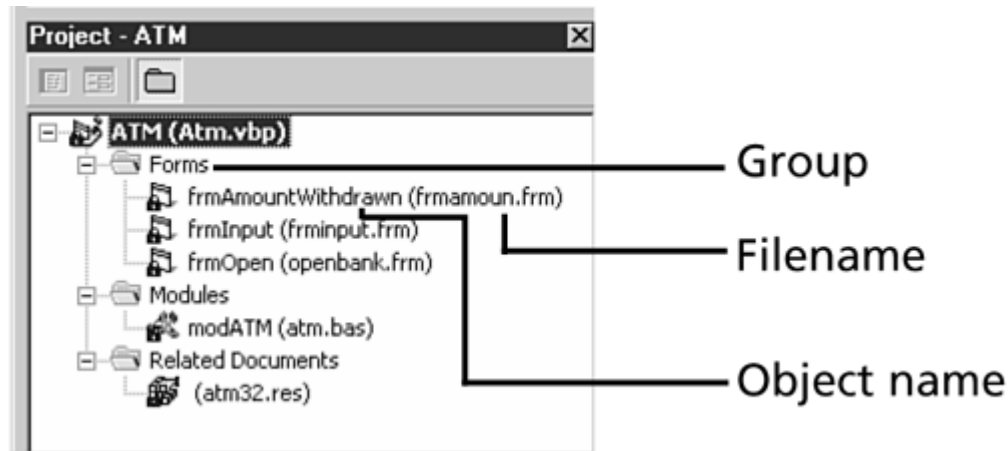 Project - ATM
ATM (Atm.vbp)
Forms
frmAmountWithdrawn (frmamoun.frm)
frmInput (frminput.frm)
frmOpen (openbank.frm)
Modules
modATM (atm.bas)
Related Documents
(atm32.res)
Group
Filename
Object name